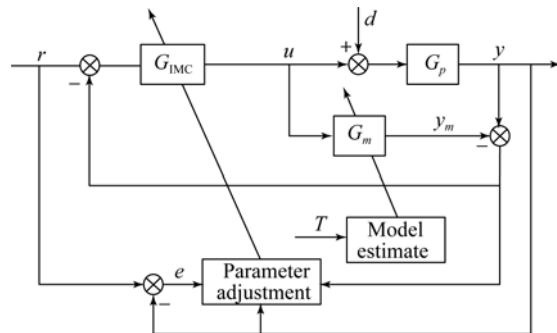 d
r
G_IMC
u
+
G_p
y
−
G_m
y_m
−
T
Model
estimate
e
Parameter
adjustment
−